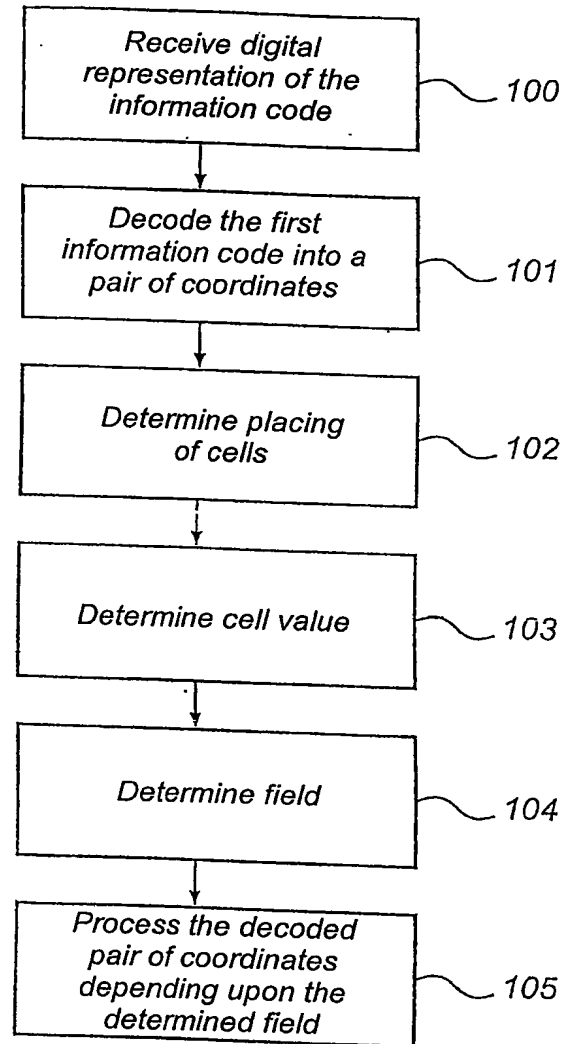 Receive digital
representation of the
information code
100
Decode the first
information code into a
pair of coordinates
101
Determine placing
of cells
102
Determine cell value
103
Determine field
104
Process the decoded
pair of coordinates
depending upon the
determined field
105